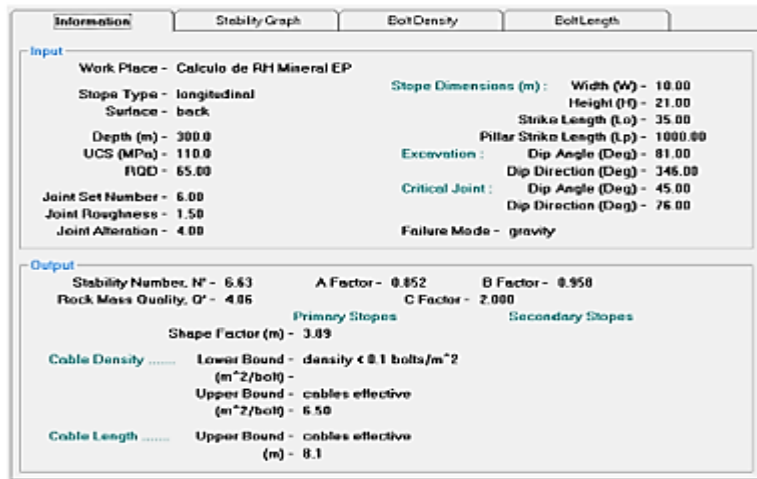 Information Stability Graph Bolt Density Bolt Length
Input
Work Place - Calculo de RH Mineral EP
Stope Type - longitudinal
Surface - back
Depth (m) - 300.0
UCS (MPa) - 110.0
RQD - 65.00
Joint Set Number - 6.00
Joint Roughness - 1.50
Joint Alteration - 4.00
Stope Dimensions (m) : Width (W) - 10.00
Height (H) - 21.00
Strike Length (Lo) - 35.00
Pillar Strike Length (Lp) - 1000.00
Excavation : Dip Angle (Deg) - 81.00
Dip Direction (Deg) - 346.00
Critical Joint : Dip Angle (Deg) - 45.00
Dip Direction (Deg) - 76.00
Failure Mode - gravity
Output
Stability Number, N' - 6.63 A Factor - 0.852 B Factor - 0.958
Rock Mass Quality, Q' - 4.06 C Factor - 2.000
Primary Stopes Secondary Stopes
Shape Factor (m) - 3.89
Cable Density ....... Lower Bound - density < 0.1 bolts/m^2
(m^2/bolt) -
Upper Bound - cables effective
(m^2/bolt) - 6.50
Cable Length ....... Upper Bound - cables effective
(m) - 8.1